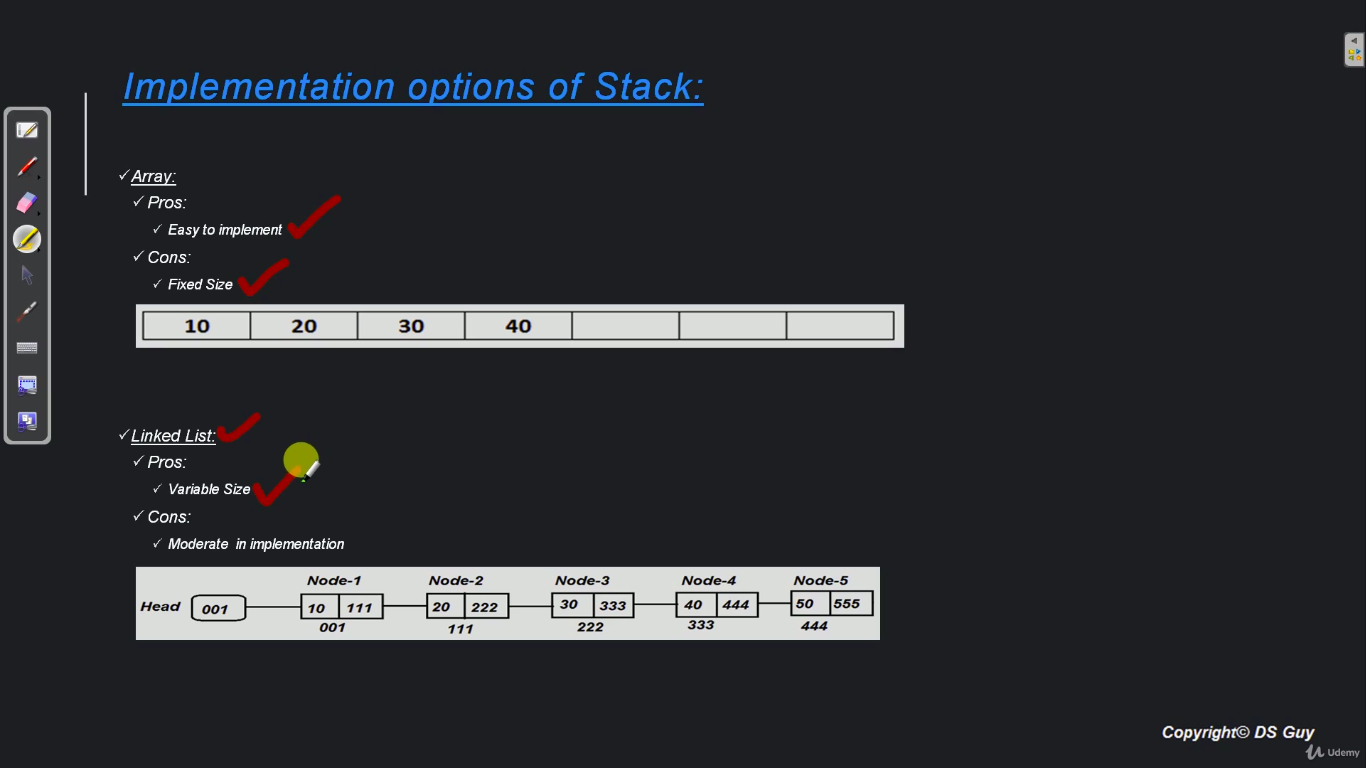 Implementation options of Stack:
✓ Array:
✓ Pros:
✓ Easy to implement
✓ Cons:
✓ Fixed Size
10 20 30 40
✓ Linked List:
✓ Pros:
✓ Variable Size
✓ Cons:
✓ Moderate in implementation
Node-1 Node-2 Node-3 Node-4 Node-5
Head 001 10 111 20 222 30 333 40 444 50 555
001 111 222 333 444
Copyright© DS Guy
Udemy